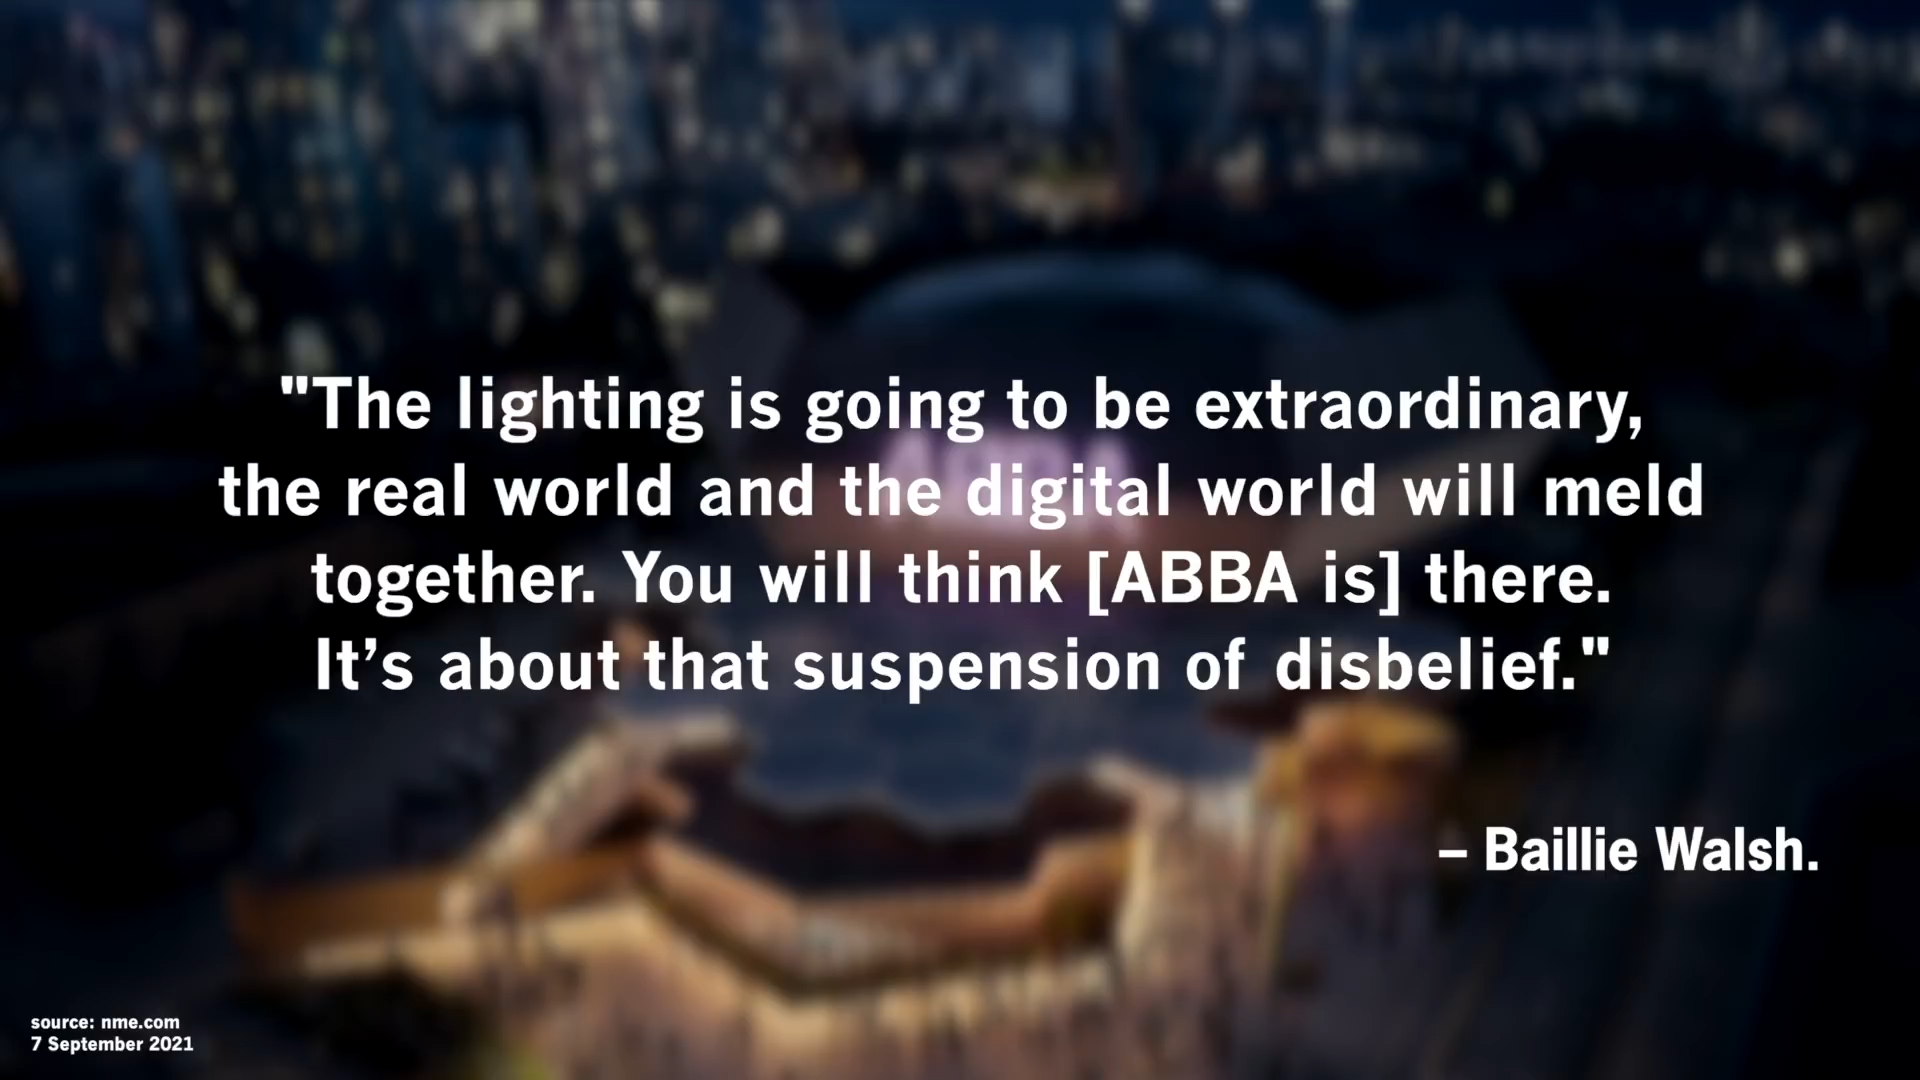 "The lighting is going to be extraordinary,
the real world and the digital world will meld
together. You will think [ABBA is] there.
It’s about that suspension of disbelief."
– Baillie Walsh.
source: nme.com
7 September 2021
ABBA